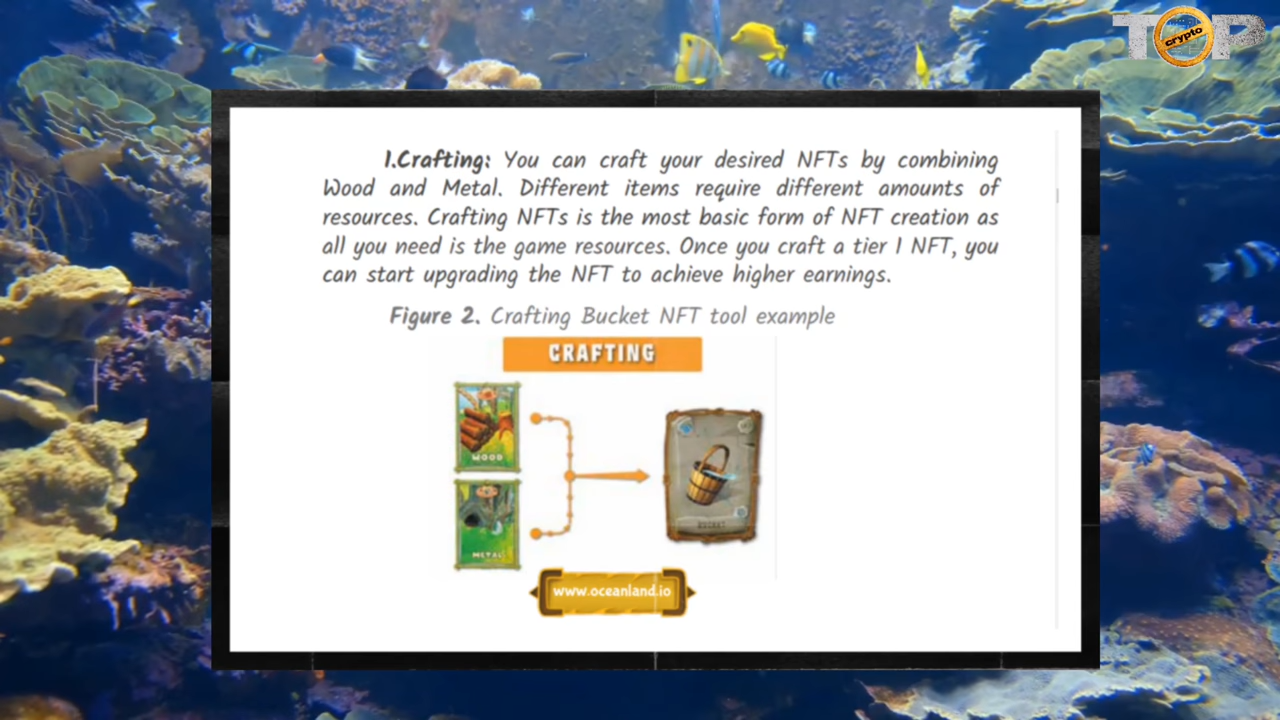 TOP
crypto
1.Crafting: You can craft your desired NFTs by combining
Wood and Metal. Different items require different amounts of
resources. Crafting NFTs is the most basic form of NFT creation as
all you need is the game resources. Once you craft a tier 1 NFT, you
can start upgrading the NFT to achieve higher earnings.
Figure 2. Crafting Bucket NFT tool example
CRAFTING
WOOD
METAL
BUCKET
www.oceanland.io